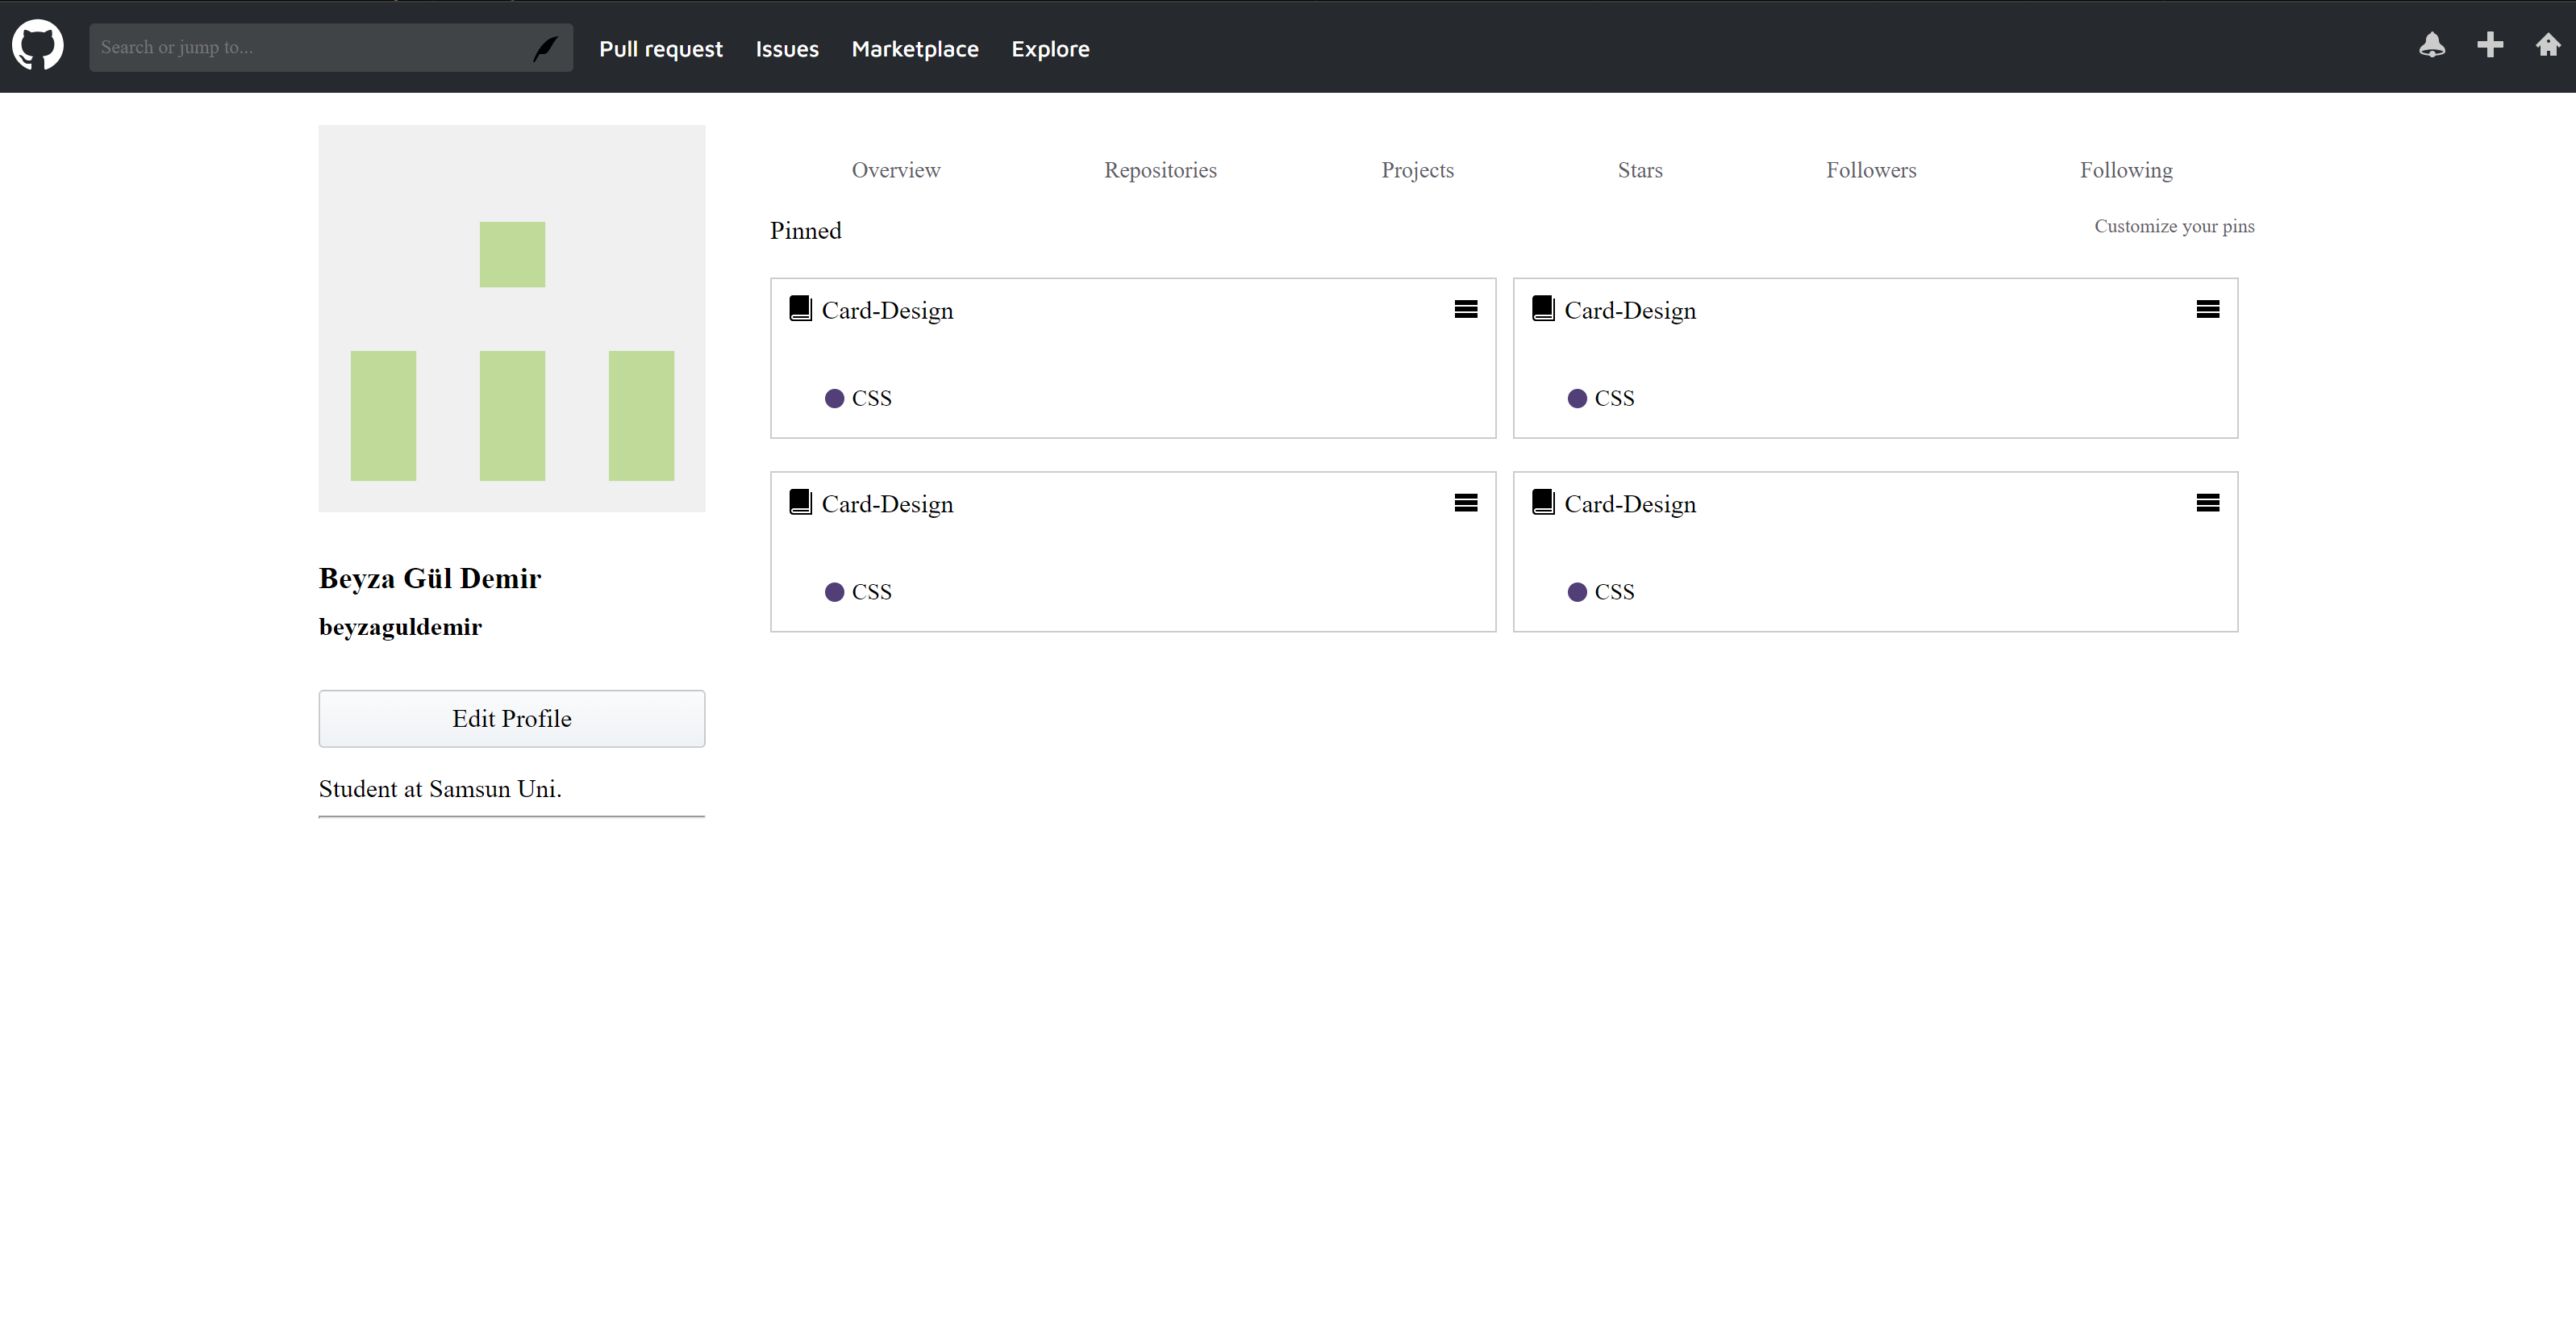 Search or jump to... Pull request Issues Marketplace Explore
Overview Repositories Projects Stars Followers Following
Pinned Customize your pins
Card-Design Card-Design
CSS CSS
Card-Design Card-Design
CSS CSS
Beyza Gül Demir
beyzaguldemir
Edit Profile
Student at Samsun Uni.